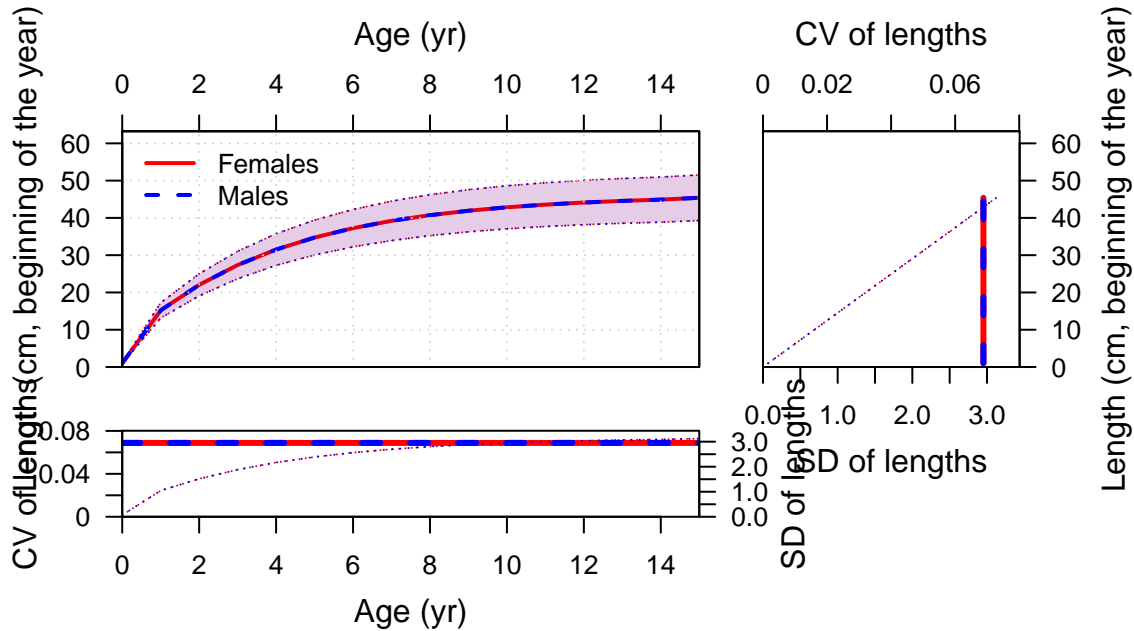 Age (yr)
CV of lengths
0 2 4 6 8 10 12 14
0 0.02 0.06
Length (cm, beginning of the year)
60
50
40
30
20
10
0
Females
Males
60
50
40
30
20
10
0
Length (cm, beginning of the year)
0.0 1.0 2.0 3.0
SD of lengths
CV of lengths
0.08
0.04
0
3.0
2.0
1.0
0.0
SD of lengths
0 2 4 6 8 10 12 14
Age (yr)